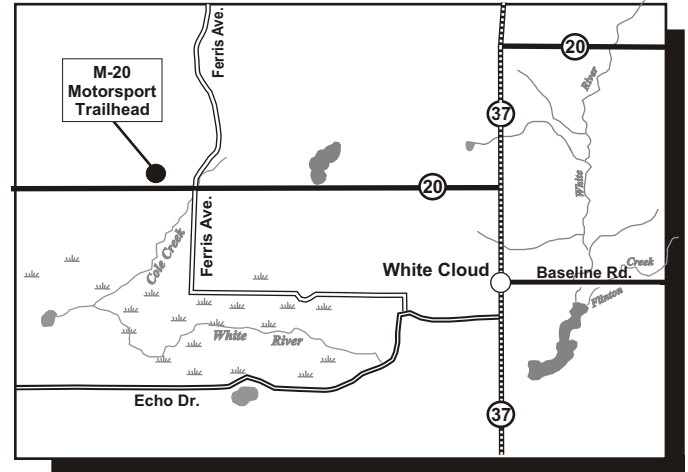 Ferris Ave.
20
M-20
Motorsport
Trailhead
River
37
White
20
Ferris Ave.
Cole Creek
White Cloud
Baseline Rd.
Creek
Flinton
White River
Echo Dr.
37